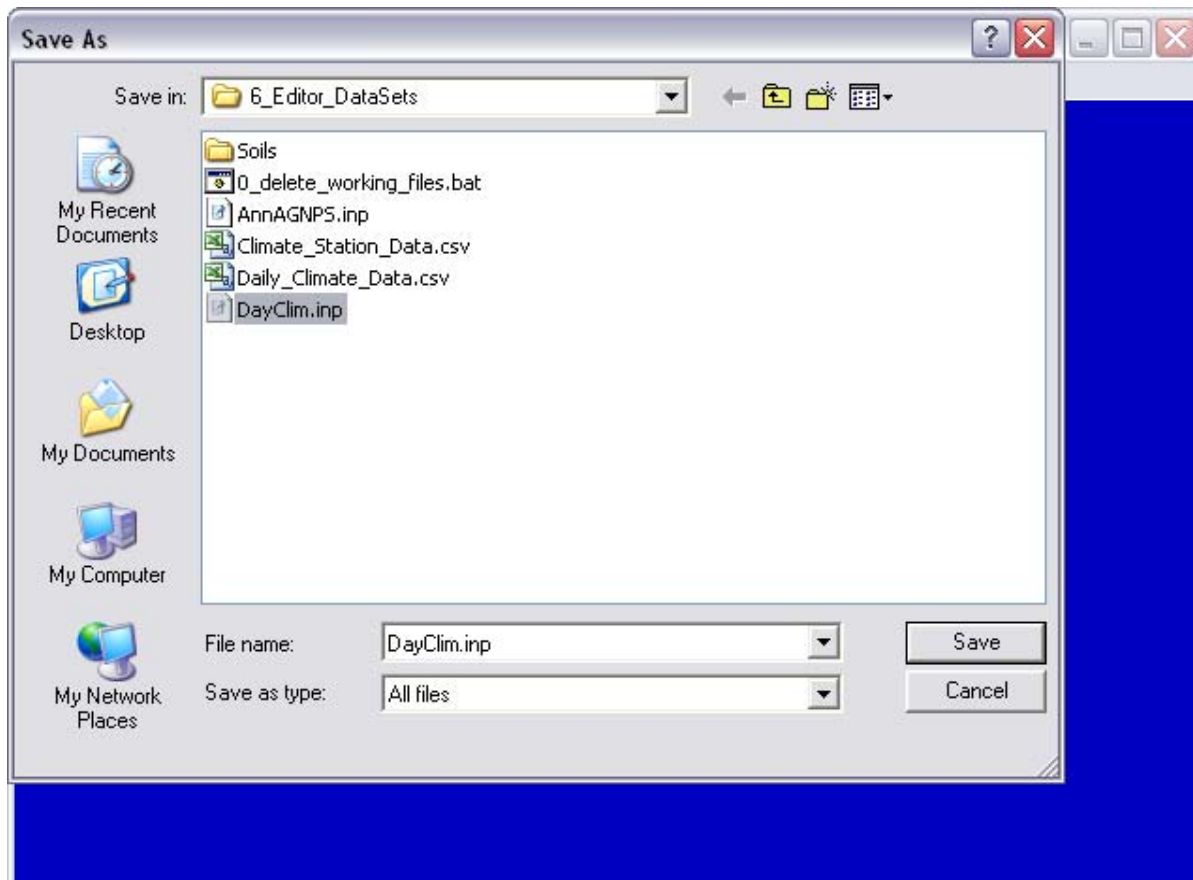 Save As
Save in:
6_Editor_DataSets
Soils
0_delete_working_files.bat
AnnAGNPS.inp
Climate_Station_Data.csv
Daily_Climate_Data.csv
DayClim.inp
My Recent
Documents
Desktop
My Documents
My Computer
My Network
Places
File name:
DayClim.inp
Save
Save as type:
All files
Cancel